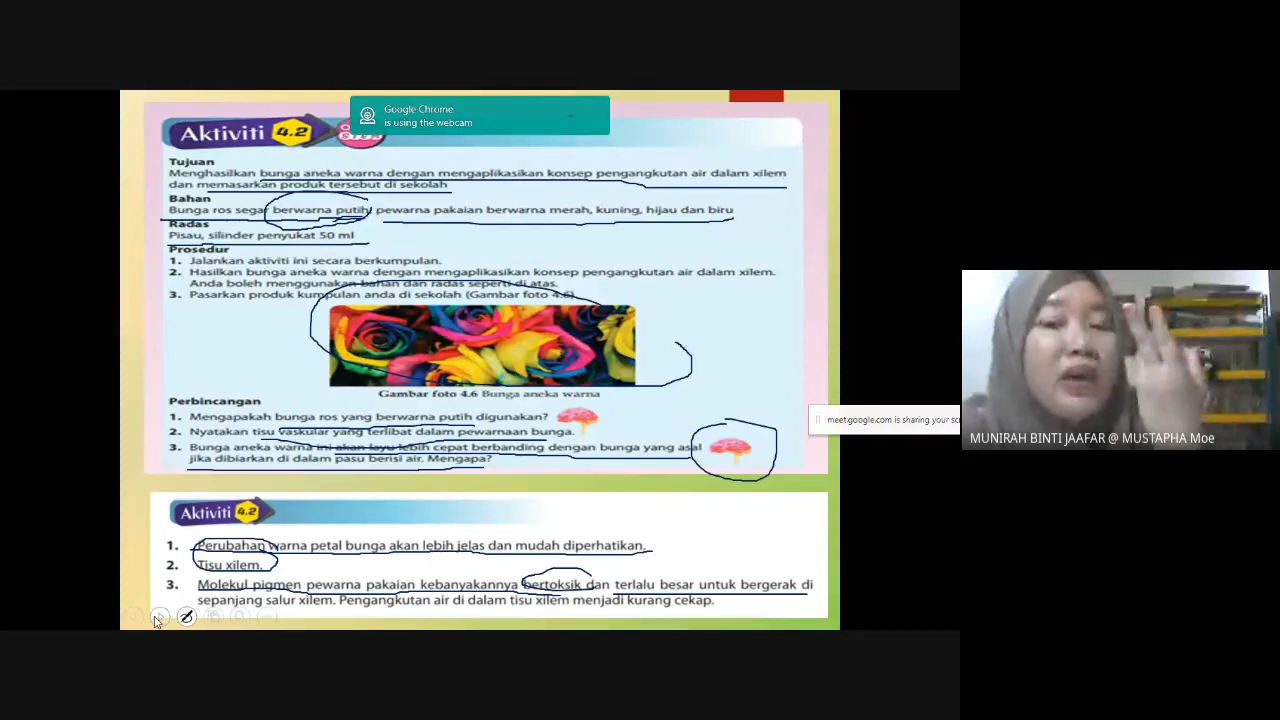 Google Chrome
is using the webcam
Aktiviti 4.2
Tujuan
Menghasilkan bunga aneka warna dengan mengaplikasikan konsep pengangkutan air dalam xilem
dan memasarkan produk tersebut di sekolah
Bahan
Bunga ros segar berwarna putih, pewarna pakaian berwarna merah, kuning, hijau dan biru
Radas
Pisau, silinder penyukat 50 ml
Prosedur
1. Jalankan aktiviti ini secara berkumpulan.
2. Hasilkan bunga aneka warna dengan mengaplikasikan konsep pengangkutan air dalam xilem.
Anda boleh menggunakan bahan dan radas seperti di atas.
3. Pasarkan produk kumpulan anda di sekolah (Gambar foto 4.6)
Gambar foto 4.6 Bunga aneka warna
Perbincangan
1. Mengapakah bunga ros yang berwarna putih digunakan?
2. Nyatakan tisu vaskular yang terlibat dalam pewarnaan bunga.
3. Bunga aneka warna ini akan layu lebih cepat berbanding dengan bunga yang asal
jika dibiarkan di dalam pasu berisi air. Mengapa?
meet.google.com is sharing your
MUNIRAH BINTI JAAFAR @ MUSTAPHA Moe
Aktiviti 4.2
1. Perubahan warna petal bunga akan lebih jelas dan mudah diperhatikan.
2. Tisu xilem.
3. Molekul pigmen pewarna pakaian kebanyakannya bertoksik dan terlalu besar untuk bergerak di
sepanjang salur xilem. Pengangkutan air di dalam tisu xilem menjadi kurang cekap.